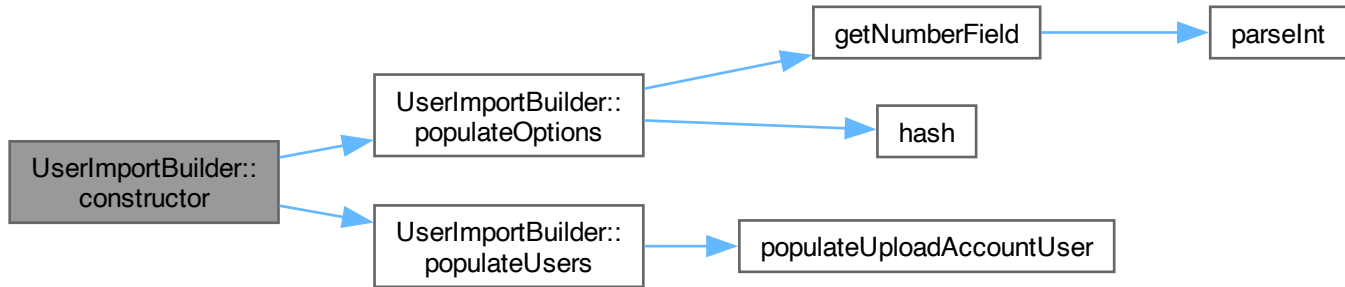 getNumberField
parseInt
UserImportBuilder::
populateOptions
hash
UserImportBuilder::
constructor
UserImportBuilder::
populateUsers
populateUploadAccountUser